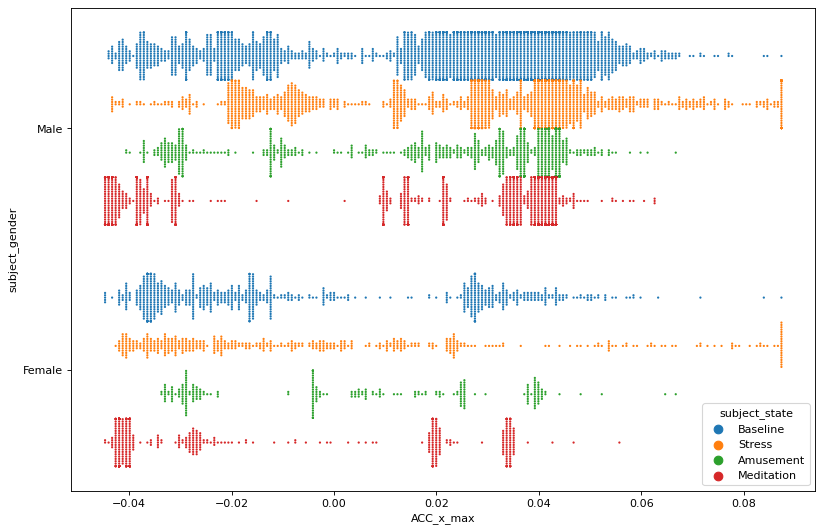 subject_gender
Male
Female
−0.04
−0.02
0.00
0.02
0.04
0.06
0.08
ACC_x_max
subject_state
Baseline
Stress
Amusement
Meditation